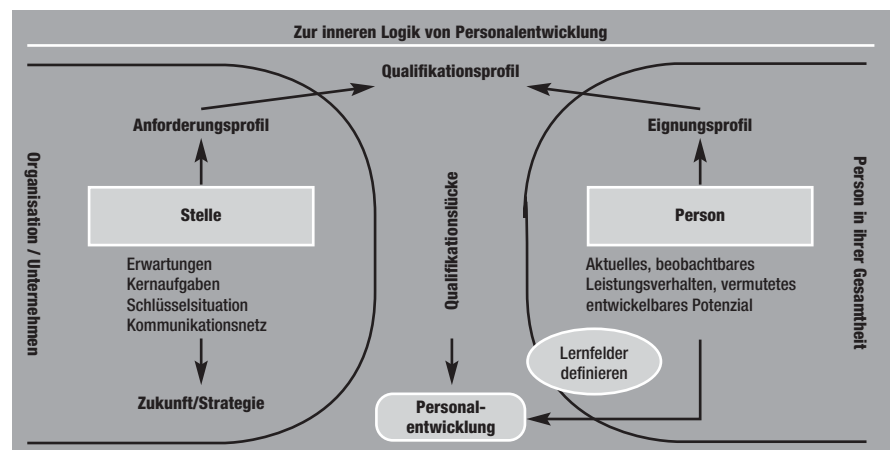 Zur inneren Logik von Personalentwicklung
Qualifikationsprofil
Anforderungsprofil
Eignungsprofil
Organisation / Unternehmen
Stelle
Erwartungen
Kernaufgaben
Schlüsselsituation
Kommunikationsnetz
Zukunft/Strategie
Qualifikationslücke
Person
Aktuelles, beobachtbares
Leistungsverhalten, vermutetes
entwickelbares Potenzial
Person in ihrer Gesamtheit
Lernfelder
definieren
Personal-
entwicklung